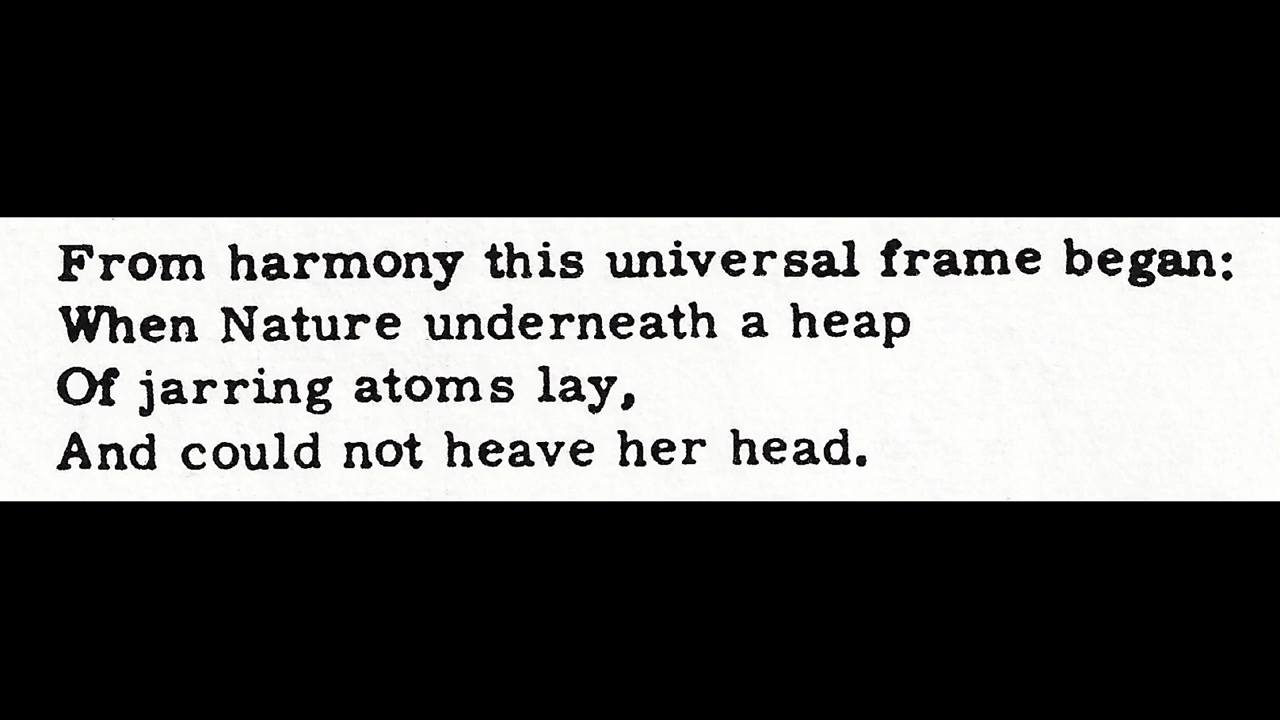 From harmony this universal frame began:
When Nature underneath a heap
Of jarring atoms lay,
And could not heave her head.